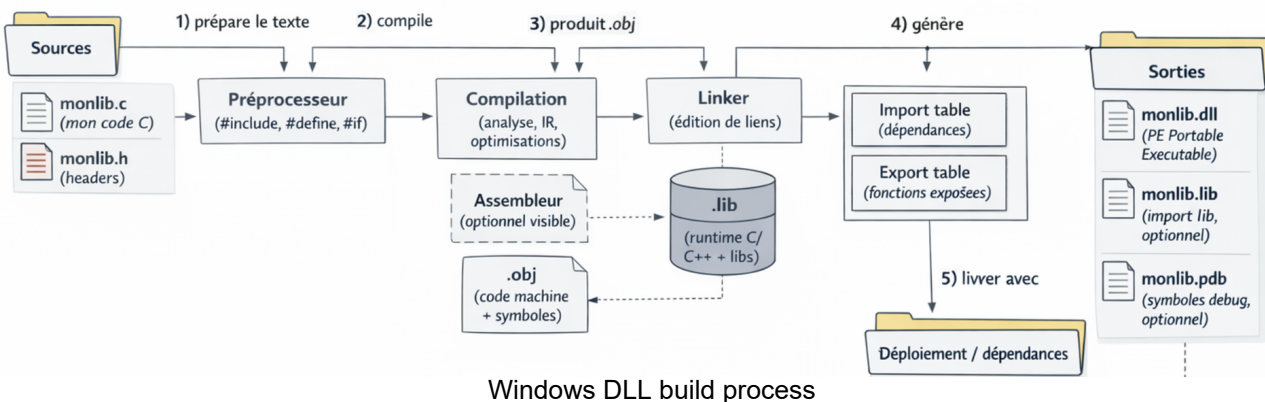 1) prépare le texte
2) compile
3) produit .obj
4) génère
Sources
monlib.c
(mon code C)
monlib.h
(headers)
Préprocesseur
(#include, #define, #if)
Compilation
(analyse, IR,
optimisations)
Linker
(édition de liens)
Assembleur
(optionnel visible)
.obj
(code machine
+ symboles)
.lib
(runtime C/
C++ + libs)
Import table
(dépendances)
Export table
(fonctions expošees)
5) livrer avec
Déploiement / dépendances
Sorties
monlib.dll
(PE Portable
Executable)
monlib.lib
(import lib,
optionnel)
monlib.pdb
(symboles debug,
optionnel)
Windows DLL build process